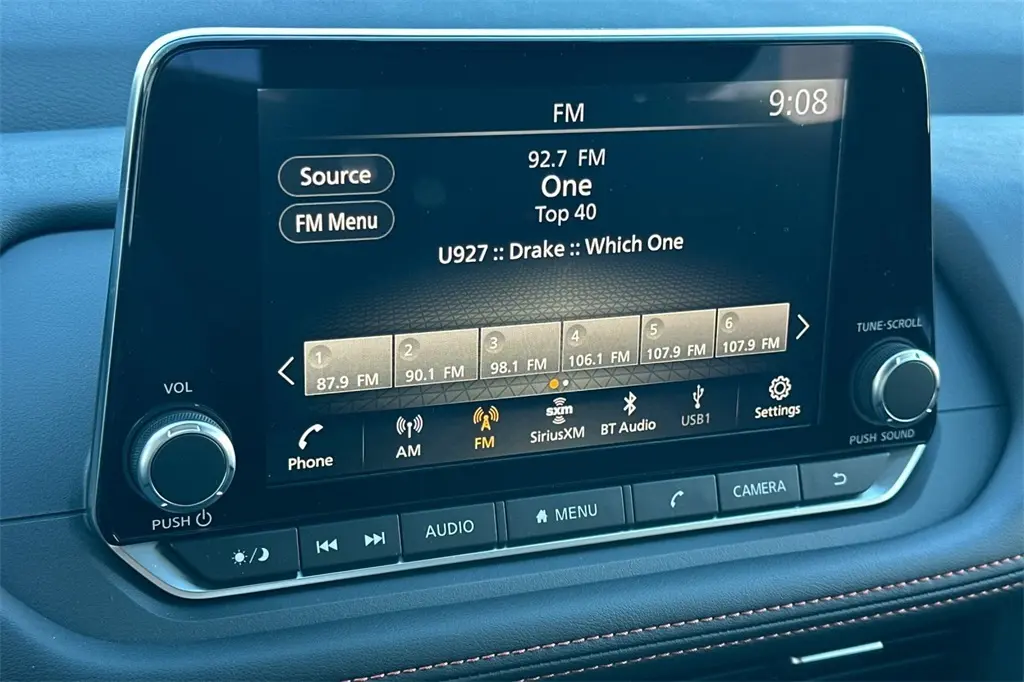 FM
9:08
Source
FM Menu
92.7 FM
One
Top 40
U927 :: Drake :: Which One
1
87.9 FM
2
90.1 FM
3
98.1 FM
4
106.1 FM
5
107.9 FM
6
107.9 FM
Phone
AM
FM
sxm
SiriusXM
BT Audio
USB1
Settings
VOL
PUSH
TUNE·SCROLL
PUSH SOUND
AUDIO
MENU
CAMERA